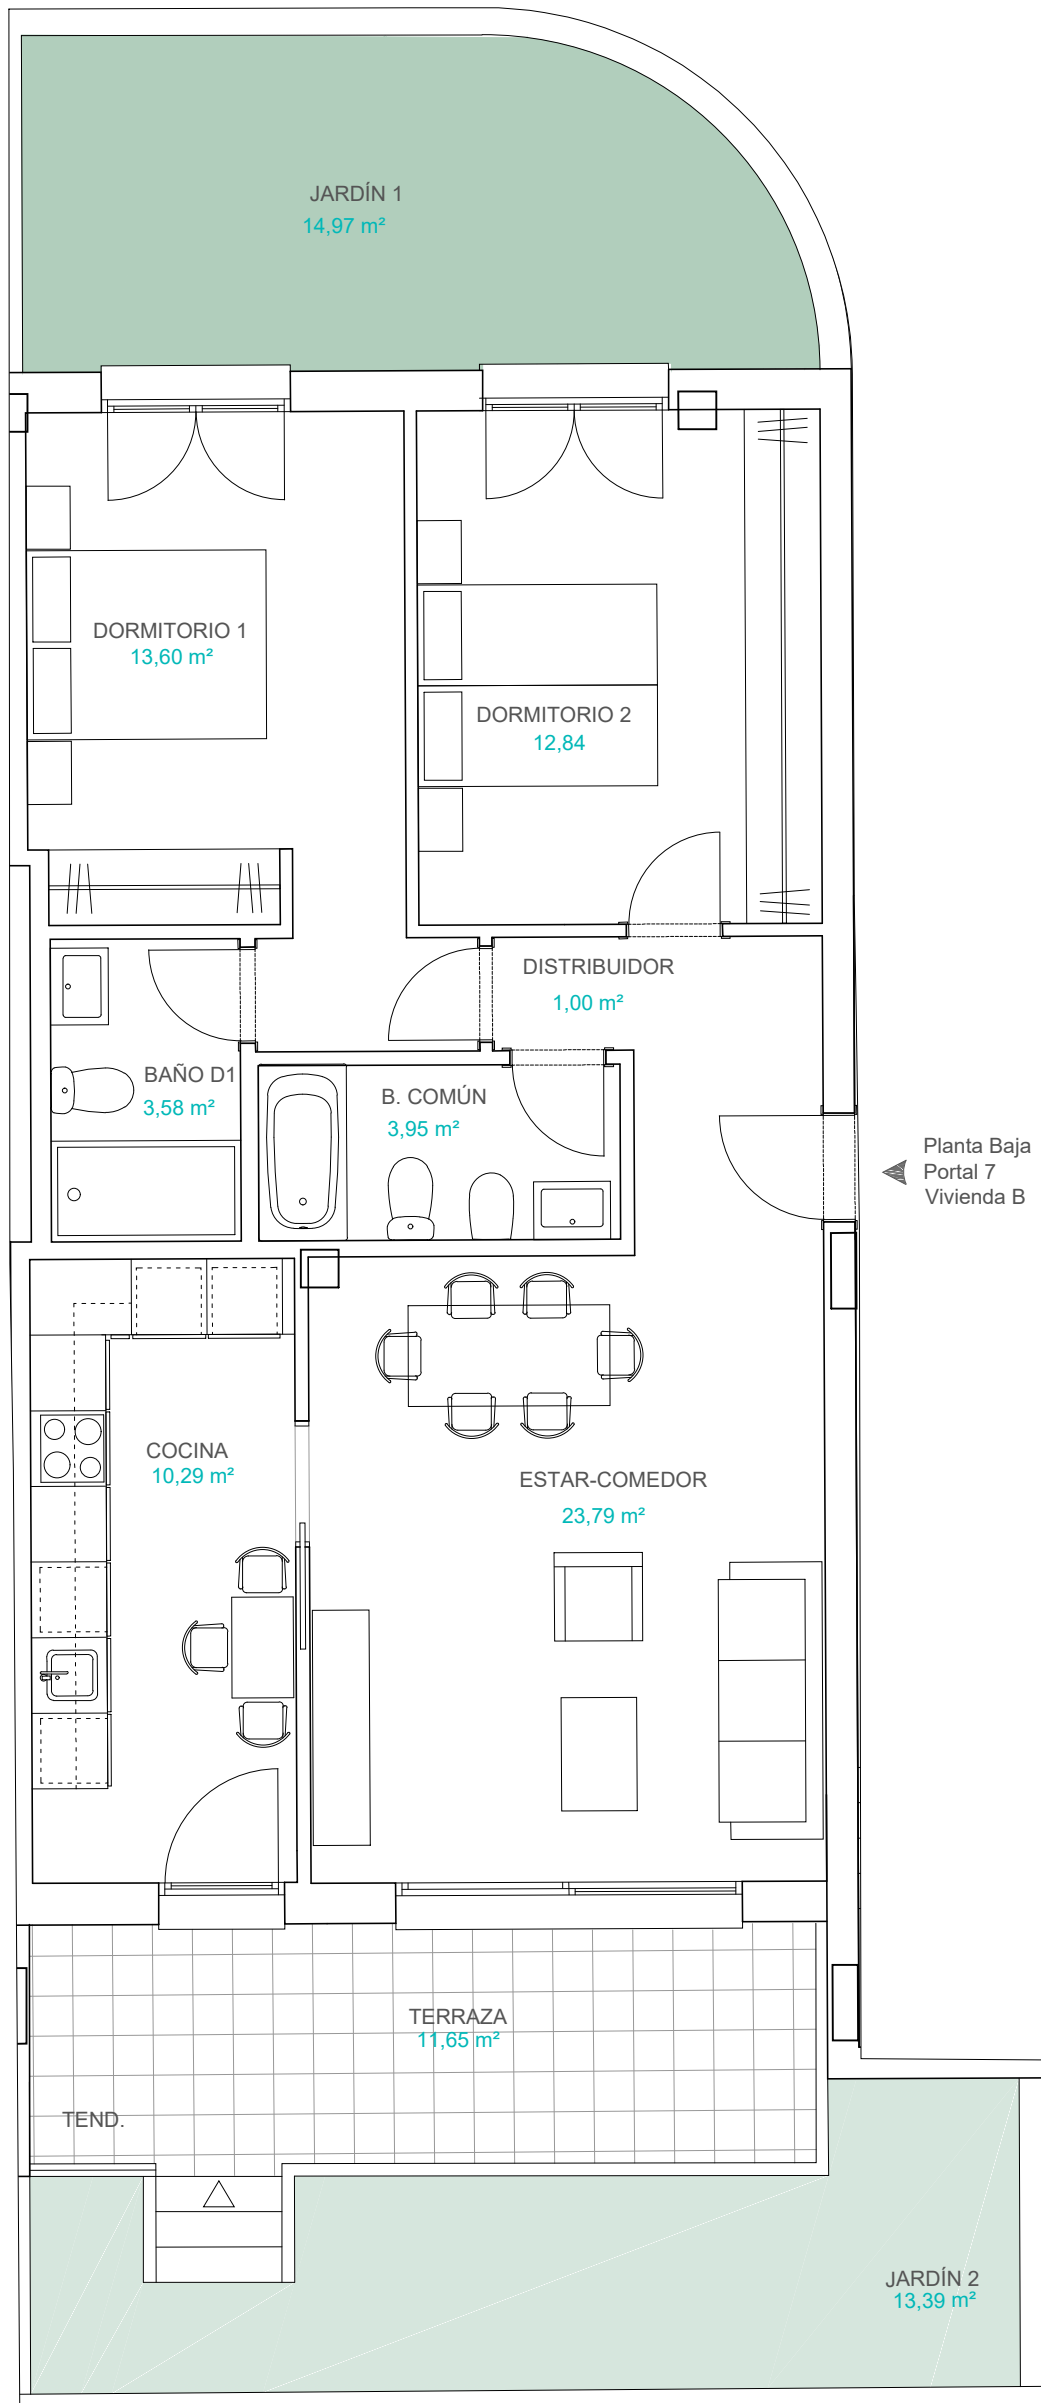 JARDÍN 1
14,97 m²
DORMITORIO 1
13,60 m²
DORMITORIO 2
12,84
DISTRIBUIDOR
1,00 m²
BAÑO D1
3,58 m²
B. COMÚN
3,95 m²
Planta Baja
Portal 7
Vivienda B
COCINA
10,29 m²
ESTAR-COMEDOR
23,79 m²
TERRAZA
11,65 m²
TEND.
JARDÍN 2
13,39 m²